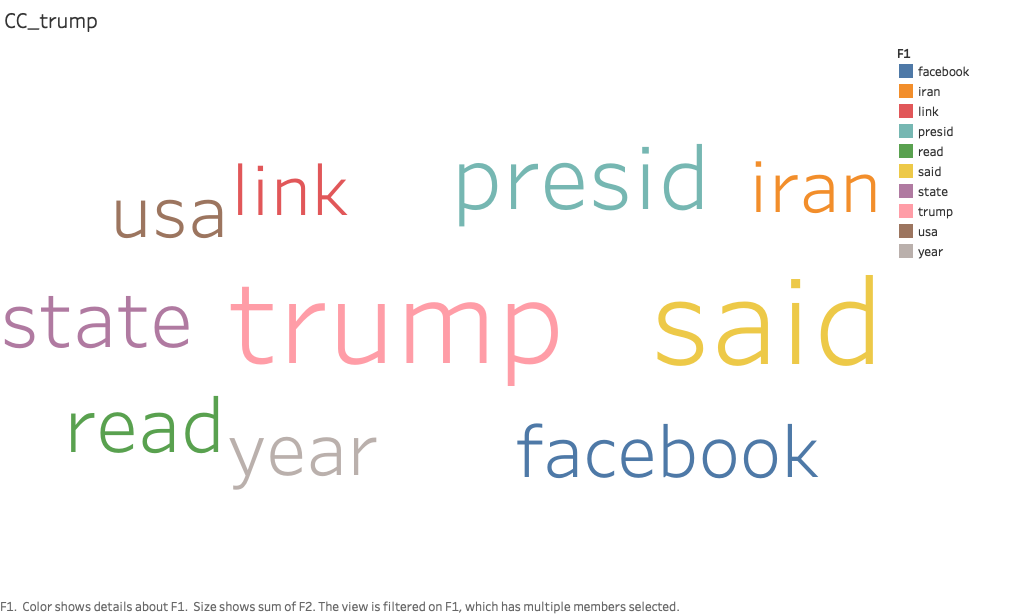 CC_trump
F1
facebook
iran
link
presid
read
said
state
trump
usa
year
usa link presid iran
state trump said
read year facebook
F1.  Color shows details about F1.  Size shows sum of F2. The view is filtered on F1, which has multiple members selected.